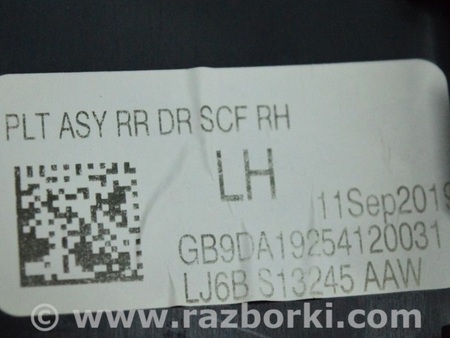 PLT ASY RR DR SCF RH
LH
11Sep2019
GB9DA19254120031
LJ6B S13245 AAW
© www.razborki.com